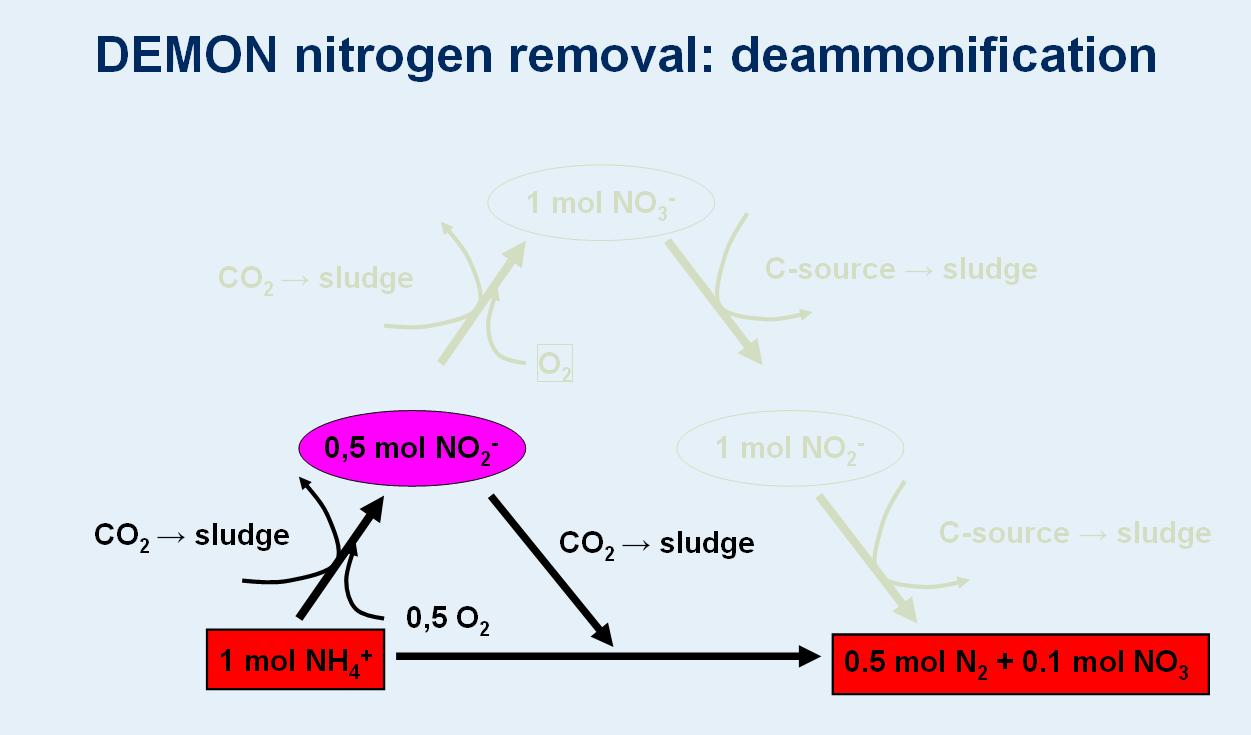 DEMON nitrogen removal: deammonification
1 mol NO₃⁻
CO₂ → sludge
C-source → sludge
O₂
0,5 mol NO₂⁻
1 mol NO₂⁻
CO₂ → sludge
CO₂ → sludge
C-source → sludge
0,5 O₂
1 mol NH₄⁺
0.5 mol N₂ + 0.1 mol NO₃